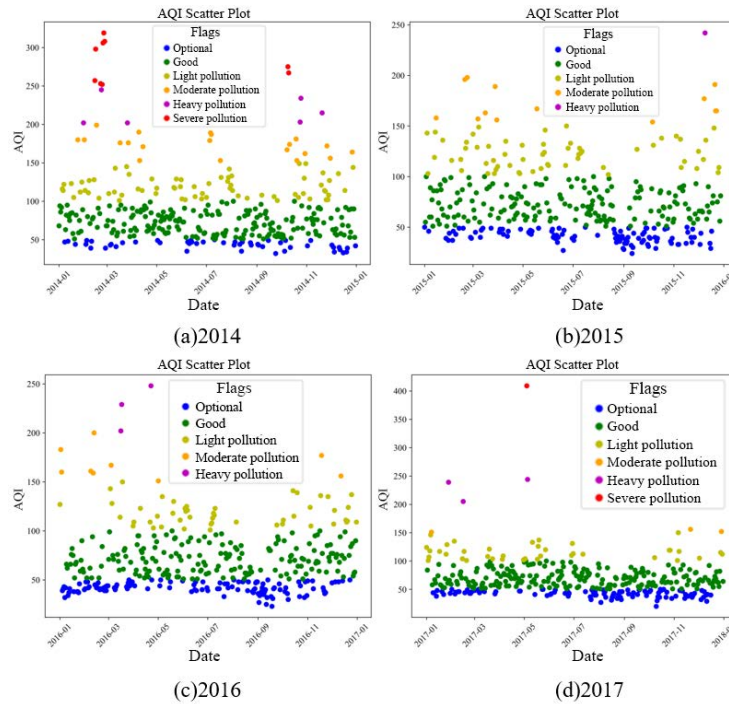 AQI Scatter Plot
Flags
Optional
Good
Light pollution
Moderate pollution
Heavy pollution
Severe pollution
300
250
200
150
100
50
AQI
2014-01
2014-03
2014-05
2014-07
2014-09
2014-11
2015-01
Date
(a)2014
AQI Scatter Plot
Flags
Optional
Good
Light pollution
Moderate pollution
Heavy pollution
250
200
150
100
50
AQI
2015-01
2015-03
2015-05
2015-07
2015-09
2015-11
2016-01
Date
(b)2015
AQI Scatter Plot
Flags
Optional
Good
Light pollution
Moderate pollution
Heavy pollution
250
200
150
100
50
AQI
2016-01
2016-03
2016-05
2016-07
2016-09
2016-11
2017-01
Date
(c)2016
AQI Scatter Plot
Flags
Optional
Good
Light pollution
Moderate pollution
Heavy pollution
Severe pollution
400
350
300
250
200
150
100
50
AQI
2017-01
2017-03
2017-05
2017-07
2017-09
2017-11
Date
(d)2017